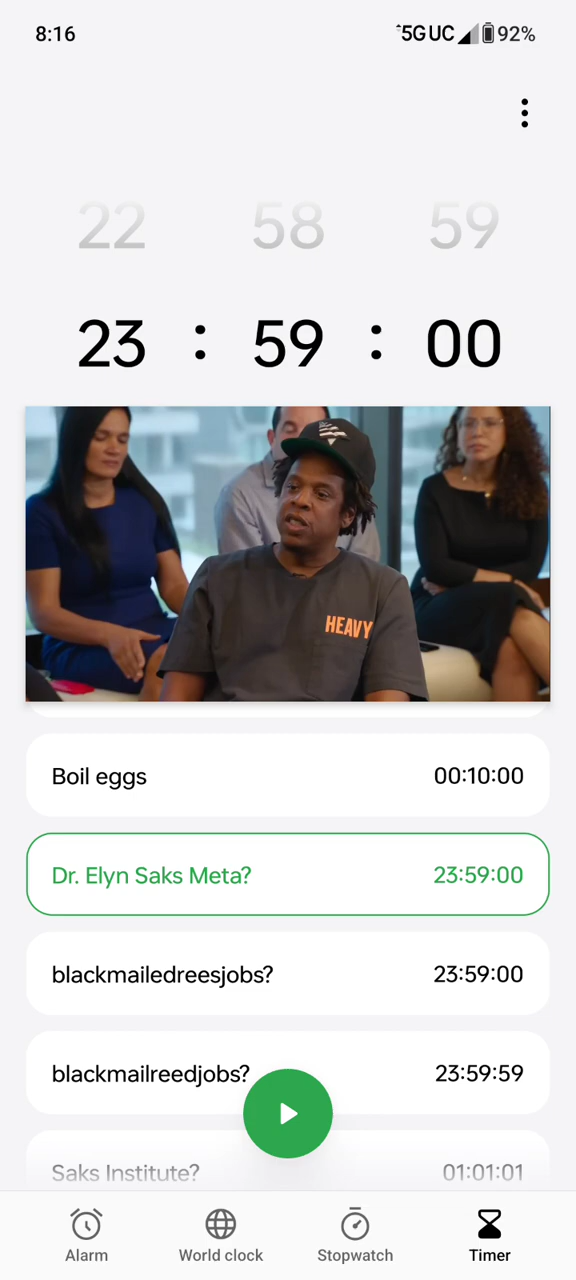 8:16
5G UC 92%
22 58 59
23 : 59 : 00
HEAVY
Boil eggs 00:10:00
Dr. Elyn Saks Meta? 23:59:00
blackmailedreesjobs? 23:59:00
blackmailreedjobs? 23:59:59
Saks Institute? 01:01:01
Alarm World clock Stopwatch Timer